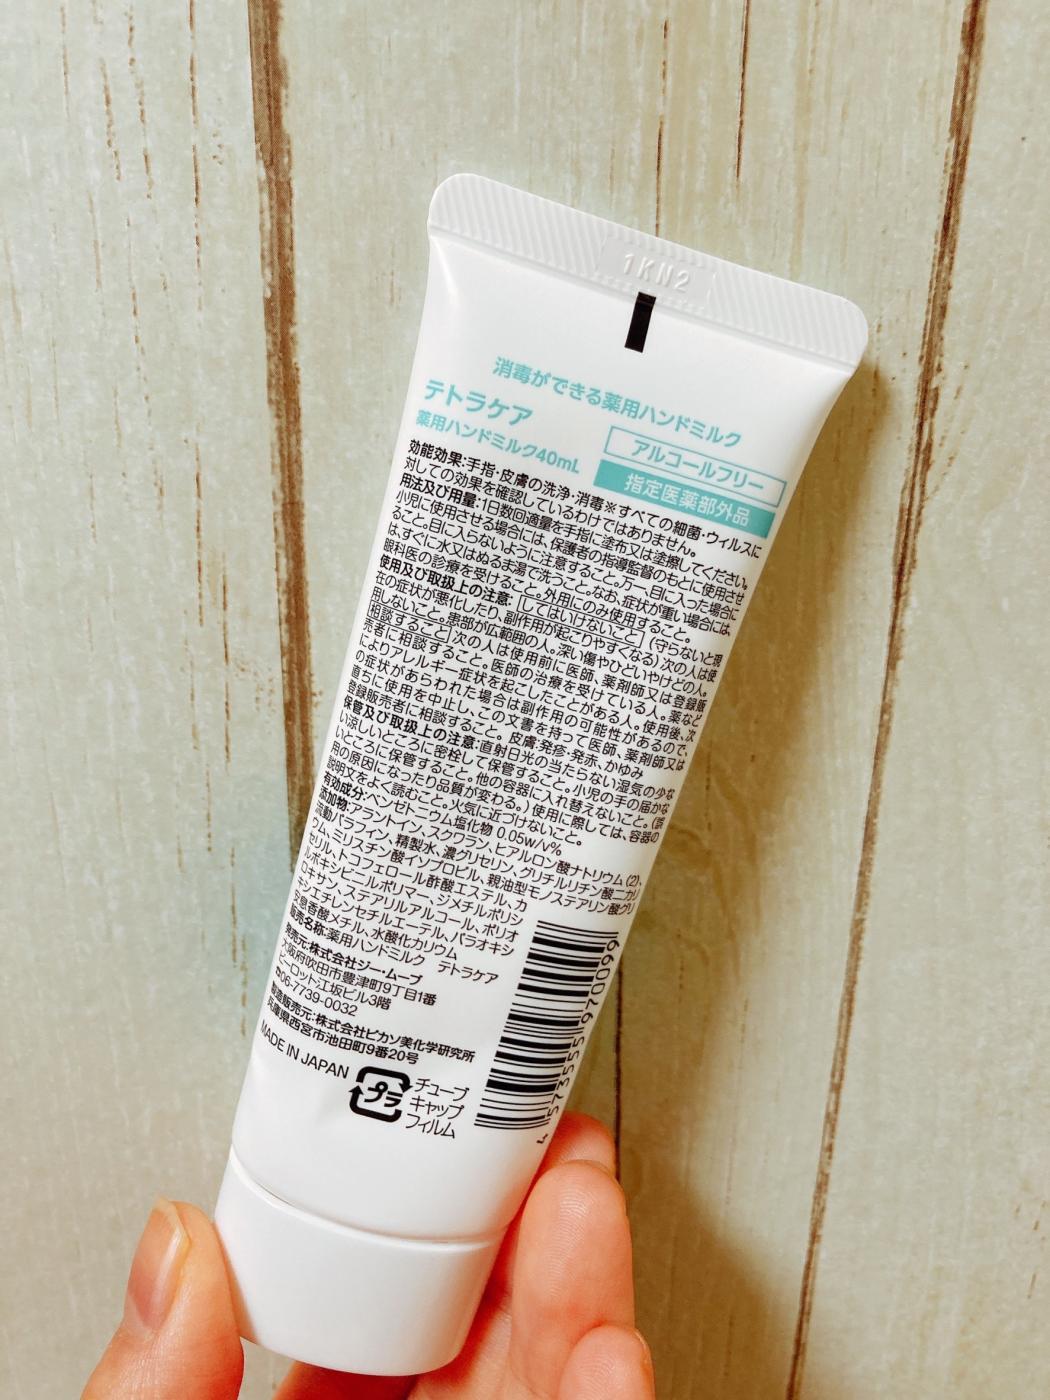 1KN2
消毒ができる薬用ハンドミルク
テトラケア
薬用ハンドミルク40mL
アルコールフリー
指定医薬部外品
効能効果:手指・皮膚の洗浄・消毒※すべての細菌・ウィルスに
対しての効果を確認しているわけではありません。
用法及び用量:1日数回適量を手指に塗布又は塗擦してください。
小児に使用させる場合には、保護者の指導監督のもとに使用させ
ること。目に入らないように注意すること。万一、目に入った場合に
は、すぐに水又はぬるま湯で洗うこと。なお、症状が重い場合には、
眼科医の診療を受けること。外用にのみ使用すること。
使用及び取扱上の注意:してはいけないこと(守らないと現
在の症状が悪化したり、副作用が起こりやすくなる)次の人は使
用しないこと。患部が広範囲の人。深い傷やひどいやけどの人。
相談すること 次の人は使用前に医師、薬剤師又は登録販
売者に相談すること。医師の治療を受けている人。薬など
によりアレルギー症状を起こしたことがある人。使用後、次
の症状があらわれた場合は副作用の可能性があるので、
直ちに使用を中止し、この文書を持って医師、薬剤師又は
登録販売者に相談すること。皮膚:発疹・発赤、かゆみ
保管及び取扱上の注意:直射日光の当たらない湿気の少な
い涼しいところに密栓して保管すること。小児の手の届かな
いところに保管すること。他の容器に入れ替えないこと。(誤
用の原因になったり品質が変わる。)使用に際しては、容器の
説明文をよく読むこと。火気に近づけないこと。
有効成分:ベンゼトニウム塩化物 0.05w/v%
添加物:アラントイン、スクワラン、ヒアルロン酸ナトリウム(2)、
流動パラフィン、精製水、濃グリセリン、グリチルリチン酸二カリ
ウム、ミリスチン酸イソプロピル、親油型モノステアリン酸グリ
セリル、トコフェロール酢酸エステル、カ
ルボキシビニールポリマー、ジメチルポリシ
ロキサン、ステアリルアルコール、ポリオ
キシエチレンセチルエーテル、パラオキシ
安息香酸メチル、水酸化カリウム
販売名称:薬用ハンドミルク テトラケア
発売元:株式会社ジー・ムーブ
大阪府吹田市豊津町9丁目1番
ビーロット江坂ビル3階
☎06-7739-0032
製造販売元:株式会社ピカソ美化学研究所
兵庫県西宮市池田町9番20号
MADE IN JAPAN
プラ
チューブ
キャップ
フィルム